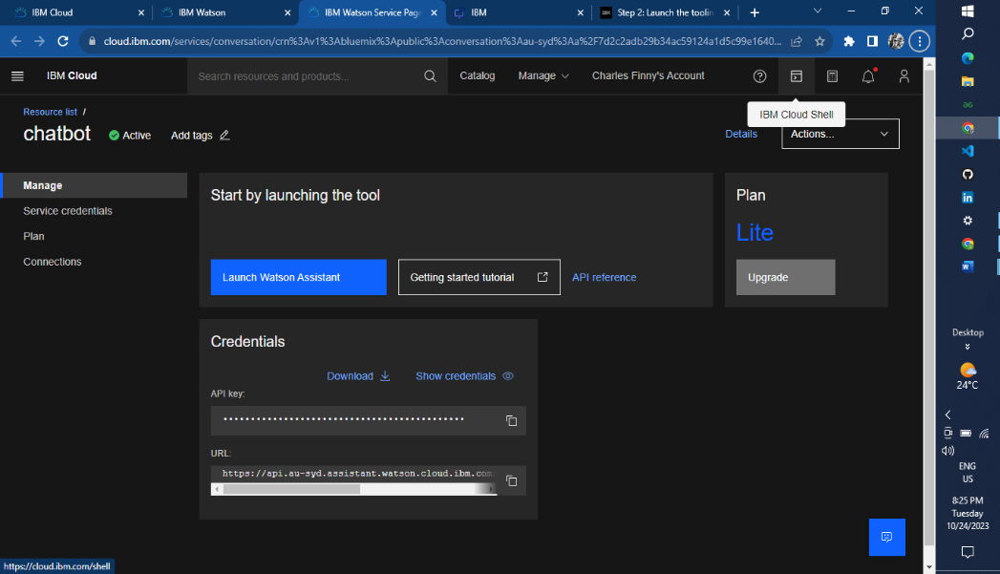 IBM Cloud
IBM Watson
IBM Watson Service Page
IBM
Step 2: Launch the toolin
cloud.ibm.com/services/conversation/crn%3Av1%3Abluemix%3Apublic%3Aconversation%3Aau-syd%3Aa%2F7d2c2adb29b34ac59124a1d5c99e1640...
IBM Cloud
Search resources and products...
Catalog
Manage
Charles Finny's Account
IBM Cloud Shell
Resource list /
chatbot
Active
Add tags
Details
Actions...
Manage
Service credentials
Plan
Connections
Start by launching the tool
Launch Watson Assistant
Getting started tutorial
API reference
Plan
Lite
Upgrade
Credentials
Download
Show credentials
API key:
••••••••••••••••••••••••••••••••••••••••••••
URL:
https://api.au-syd.assistant.watson.cloud.ibm.com/
https://cloud.ibm.com/shell
Desktop
24°C
ENG
US
8:25 PM
Tuesday
10/24/2023